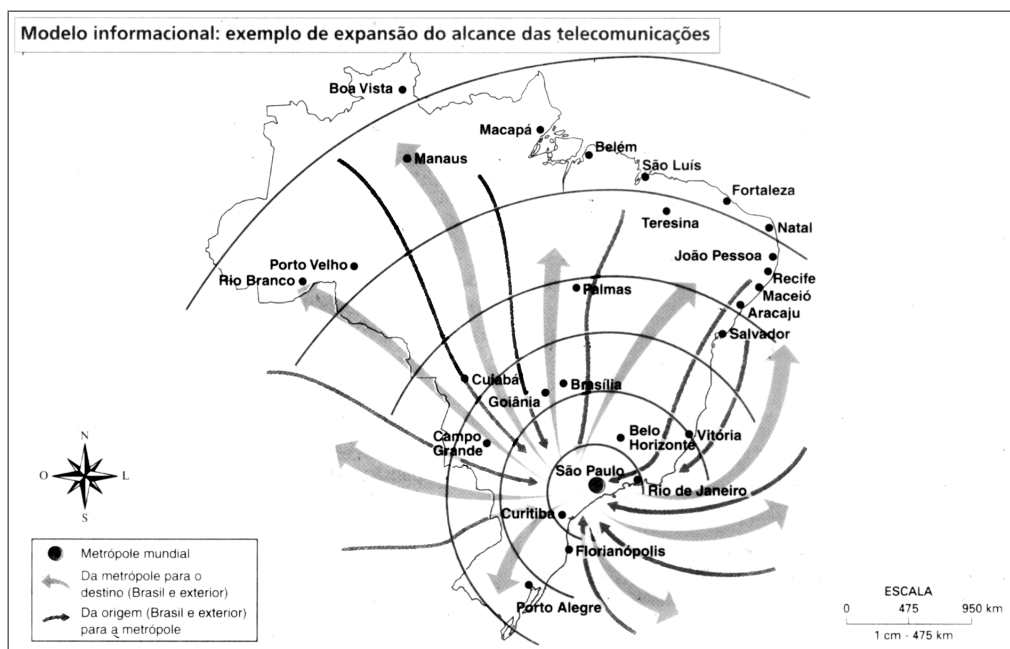 Modelo informacional: exemplo de expansão do alcance das telecomunicações
Boa Vista
Macapá
Manaus
Belém
São Luís
Fortaleza
Teresina
Natal
João Pessoa
Porto Velho
Rio Branco
Recife
Palmas
Maceió
Aracaju
Salvador
Cuiabá
Brasília
Goiânia
Campo
Grande
Belo
Horizonte
Vitória
São Paulo
Rio de Janeiro
Curitiba
Florianópolis
Porto Alegre
N
O
L
S
Metrópole mundial
Da metrópole para o
destino (Brasil e exterior)
Da origem (Brasil e exterior)
para a metrópole
ESCALA
0 475 950 km
1 cm - 475 km